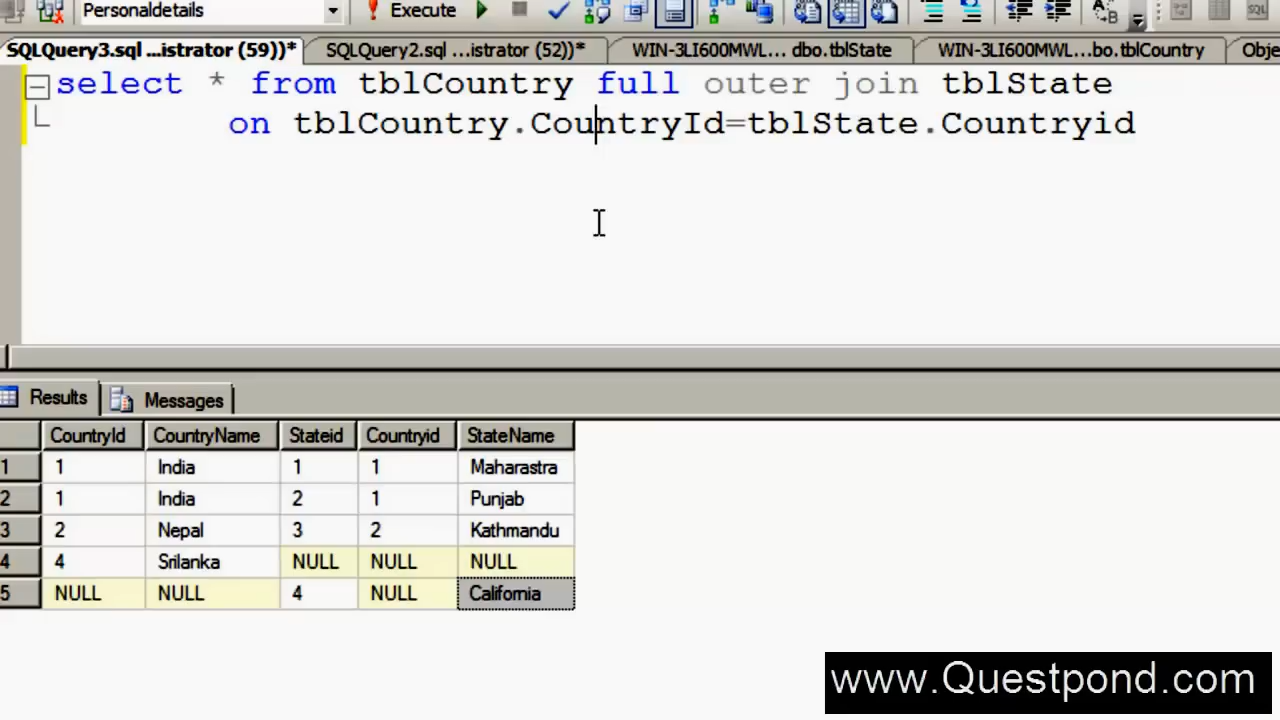 Personaldetails Execute
SQLQuery3.sql ...istrator (59))* SQLQuery2.sql ...istrator (52))* WIN-3LI600MWL... dbo.tblState WIN-3LI600MWL...bo.tblCountry Obje
select * from tblCountry full outer join tblState
on tblCountry.CountryId=tblState.Countryid
Results Messages
CountryId CountryName Stateid Countryid StateName
1 1 India 1 1 Maharastra
2 1 India 2 1 Punjab
3 2 Nepal 3 2 Kathmandu
4 4 Srilanka NULL NULL NULL
5 NULL NULL 4 NULL California
www.Questpond.com